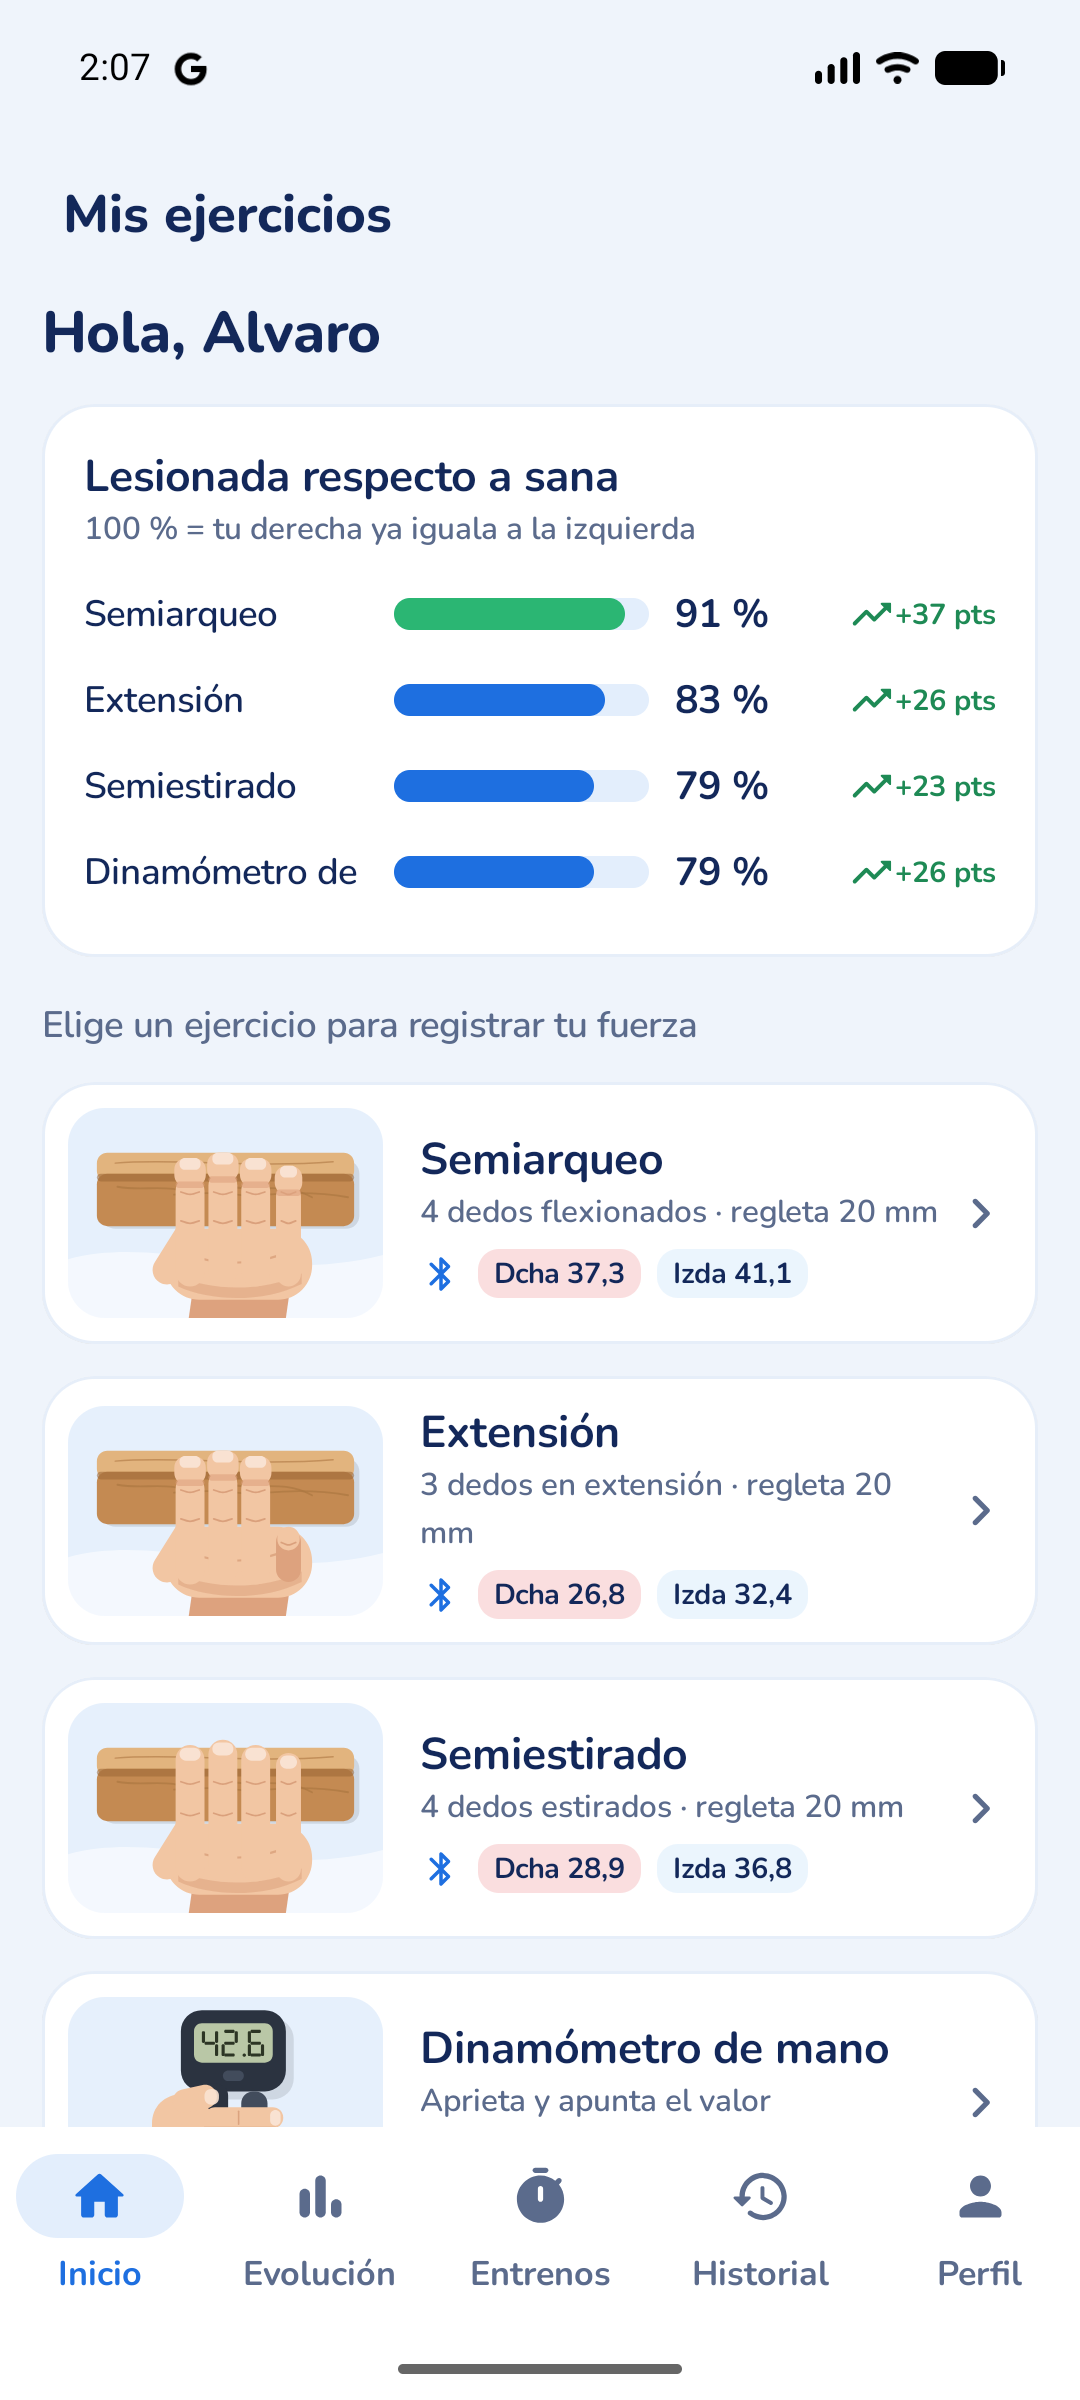 2:07 G
Mis ejercicios
Hola, Alvaro
Lesionada respecto a sana
100 % = tu derecha ya iguala a la izquierda
Semiarqueo 91 % +37 pts
Extensión 83 % +26 pts
Semiestirado 79 % +23 pts
Dinamómetro de 79 % +26 pts
Elige un ejercicio para registrar tu fuerza
Semiarqueo
4 dedos flexionados · regleta 20 mm
Dcha 37,3 Izda 41,1
Extensión
3 dedos en extensión · regleta 20
mm
Dcha 26,8 Izda 32,4
Semiestirado
4 dedos estirados · regleta 20 mm
Dcha 28,9 Izda 36,8
42.6
Dinamómetro de mano
Aprieta y apunta el valor
Inicio Evolución Entrenos Historial Perfil